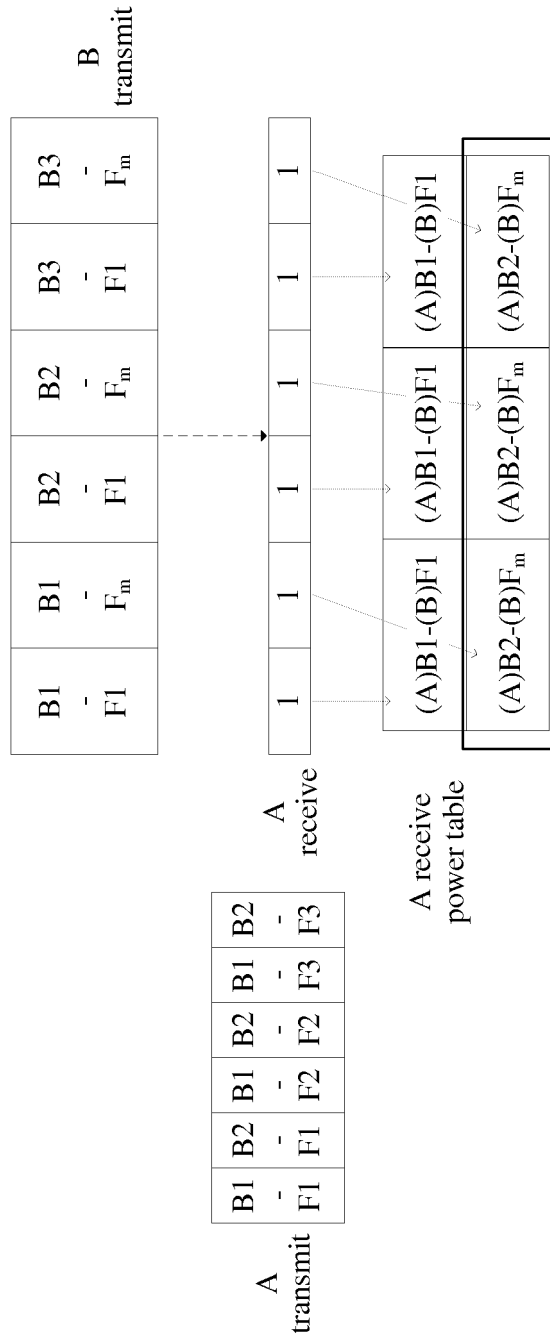 B1 B1 B2 B2 B3 B3
- - - - - -
F1 Fₘ F1 Fₘ F1 Fₘ
B
transmit
A
transmit
B1 B2 B1 B2 B1 B2
- - - - - -
F1 F1 F2 F2 F3 F3
A
receive
1 1 1 1 1 1
A receive
power table
(A)B1-(B)F1 (A)B1-(B)F1 (A)B1-(B)F1
(A)B2-(B)Fₘ (A)B2-(B)Fₘ (A)B2-(B)Fₘ